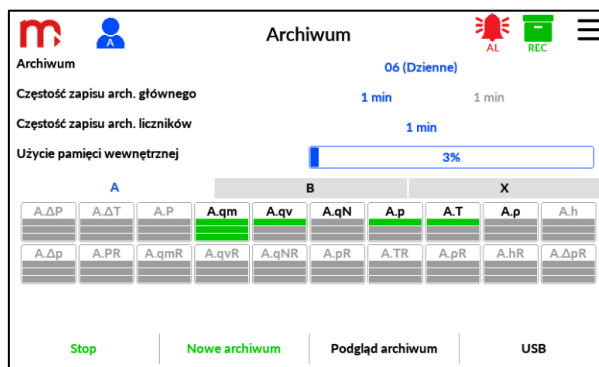 m A Archiwum AL REC
Archiwum 06 (Dzienne)
Częstość zapisu arch. głównego 1 min 1 min
Częstość zapisu arch. liczników 1 min
Użycie pamięci wewnętrznej 3%
A B X
A.ΔP A.ΔT A.P A.qm A.qv A.qN A.p A.T A.ρ A.h
A.Δp A.PR A.qmR A.qvR A.qNR A.pR A.TR A.ρR A.hR A.ΔpR
Stop Nowe archiwum Podgląd archiwum USB